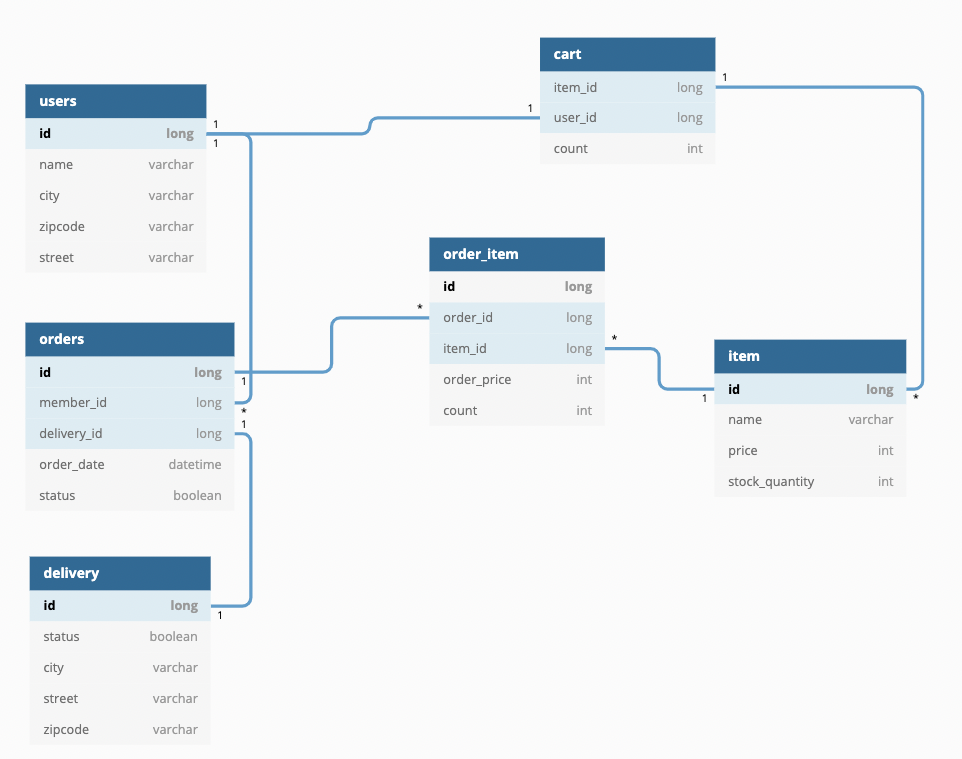 users
id long
name varchar
city varchar
zipcode varchar
street varchar
1
1
cart
item_id long
user_id long
count int
1
1
order_item
id long
order_id long
item_id long
order_price int
count int
*
*
orders
id long
member_id long
delivery_id long
order_date datetime
status boolean
1
*
1
item
id long
name varchar
price int
stock_quantity int
1
*
delivery
id long
status boolean
city varchar
street varchar
zipcode varchar
1